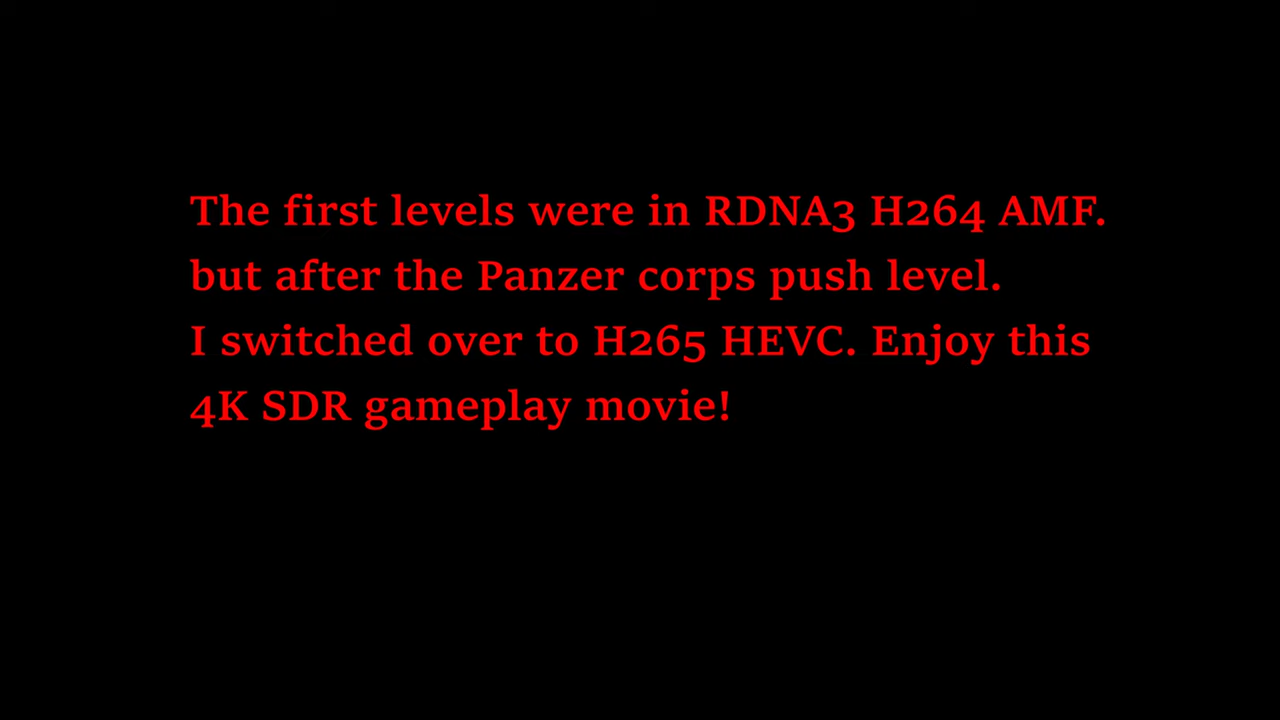 The first levels were in RDNA3 H264 AMF.
but after the Panzer corps push level.
I switched over to H265 HEVC. Enjoy this
4K SDR gameplay movie!